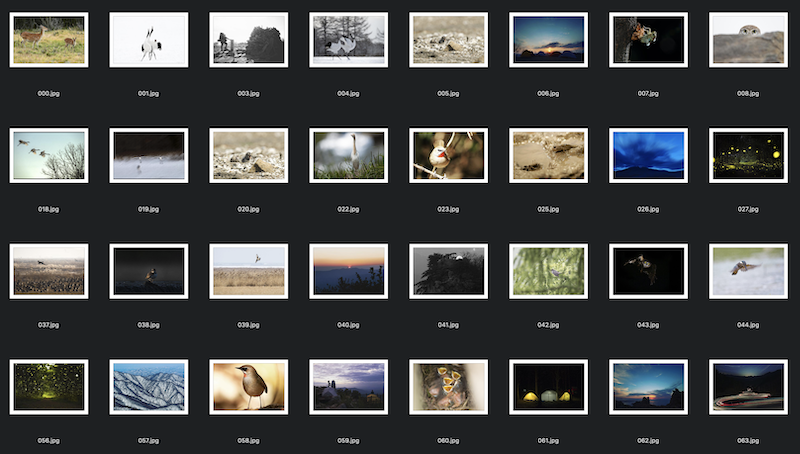 000.jpg 001.jpg 003.jpg 004.jpg 005.jpg 006.jpg 007.jpg 008.jpg
018.jpg 019.jpg 020.jpg 022.jpg 023.jpg 025.jpg 026.jpg 027.jpg
037.jpg 038.jpg 039.jpg 040.jpg 041.jpg 042.jpg 043.jpg 044.jpg
056.jpg 057.jpg 058.jpg 059.jpg 060.jpg 061.jpg 062.jpg 063.jpg